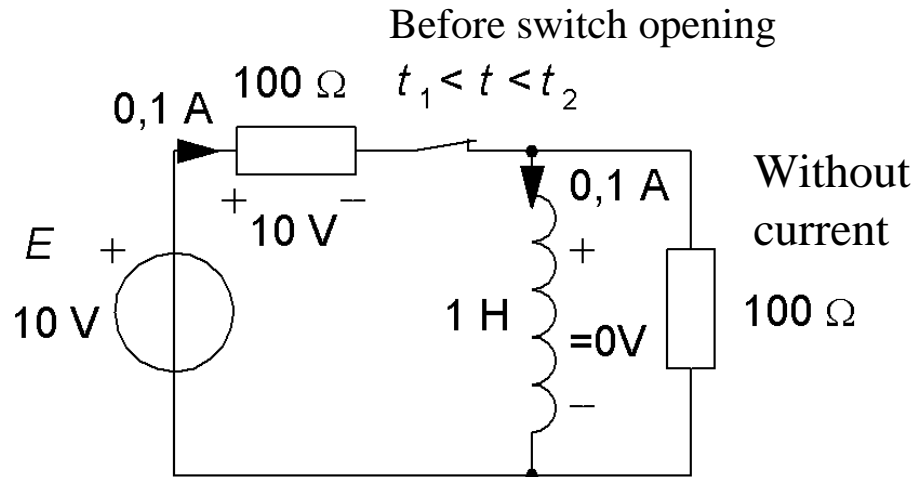 Before switch opening
t1 < t < t2
100 Ω
0,1 A
+ 10 V −
0,1 A
Without
current
E +
10 V
1 H
+
=0V
−
100 Ω